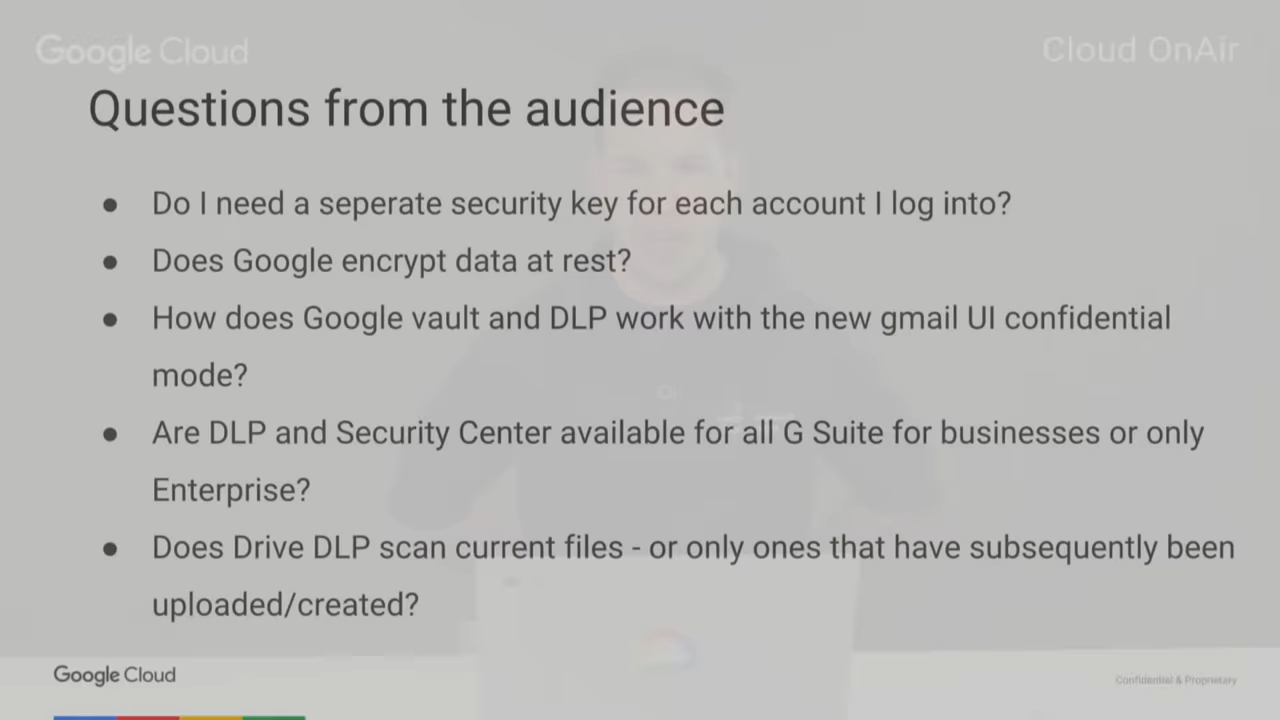 Google Cloud
Cloud OnAir
Questions from the audience
● Do I need a seperate security key for each account I log into?
● Does Google encrypt data at rest?
● How does Google vault and DLP work with the new gmail UI confidential
mode?
● Are DLP and Security Center available for all G Suite for businesses or only
Enterprise?
● Does Drive DLP scan current files - or only ones that have subsequently been
uploaded/created?
Google Cloud
Confidential & Proprietary